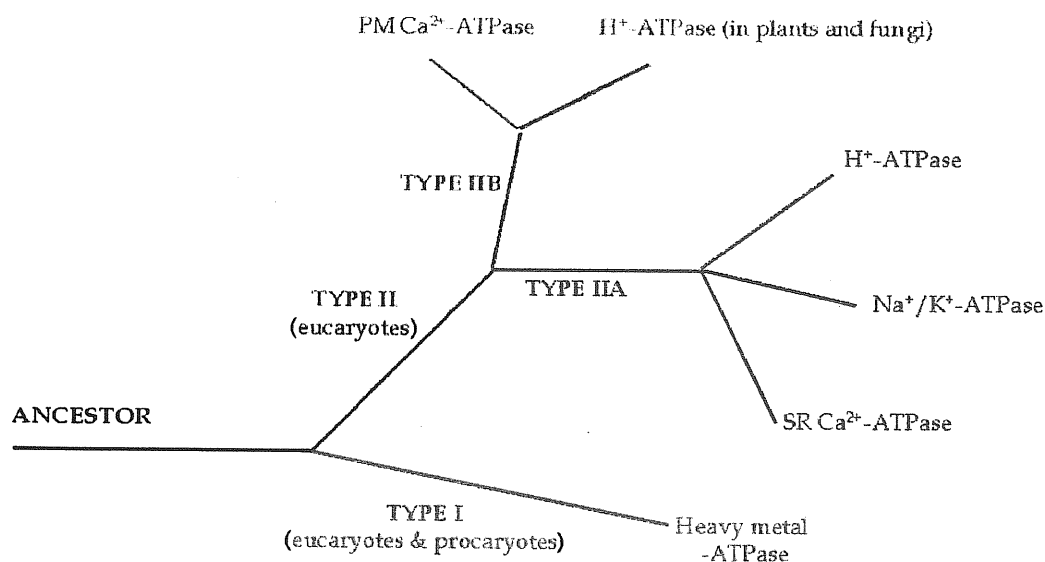 PM Ca²⁺-ATPase
H⁺-ATPase (in plants and fungi)
H⁺-ATPase
TYPE IIB
TYPE IIA
TYPE II
(eucaryotes)
Na⁺/K⁺-ATPase
ANCESTOR
SR Ca²⁺-ATPase
TYPE I
(eucaryotes & procaryotes)
Heavy metal
-ATPase